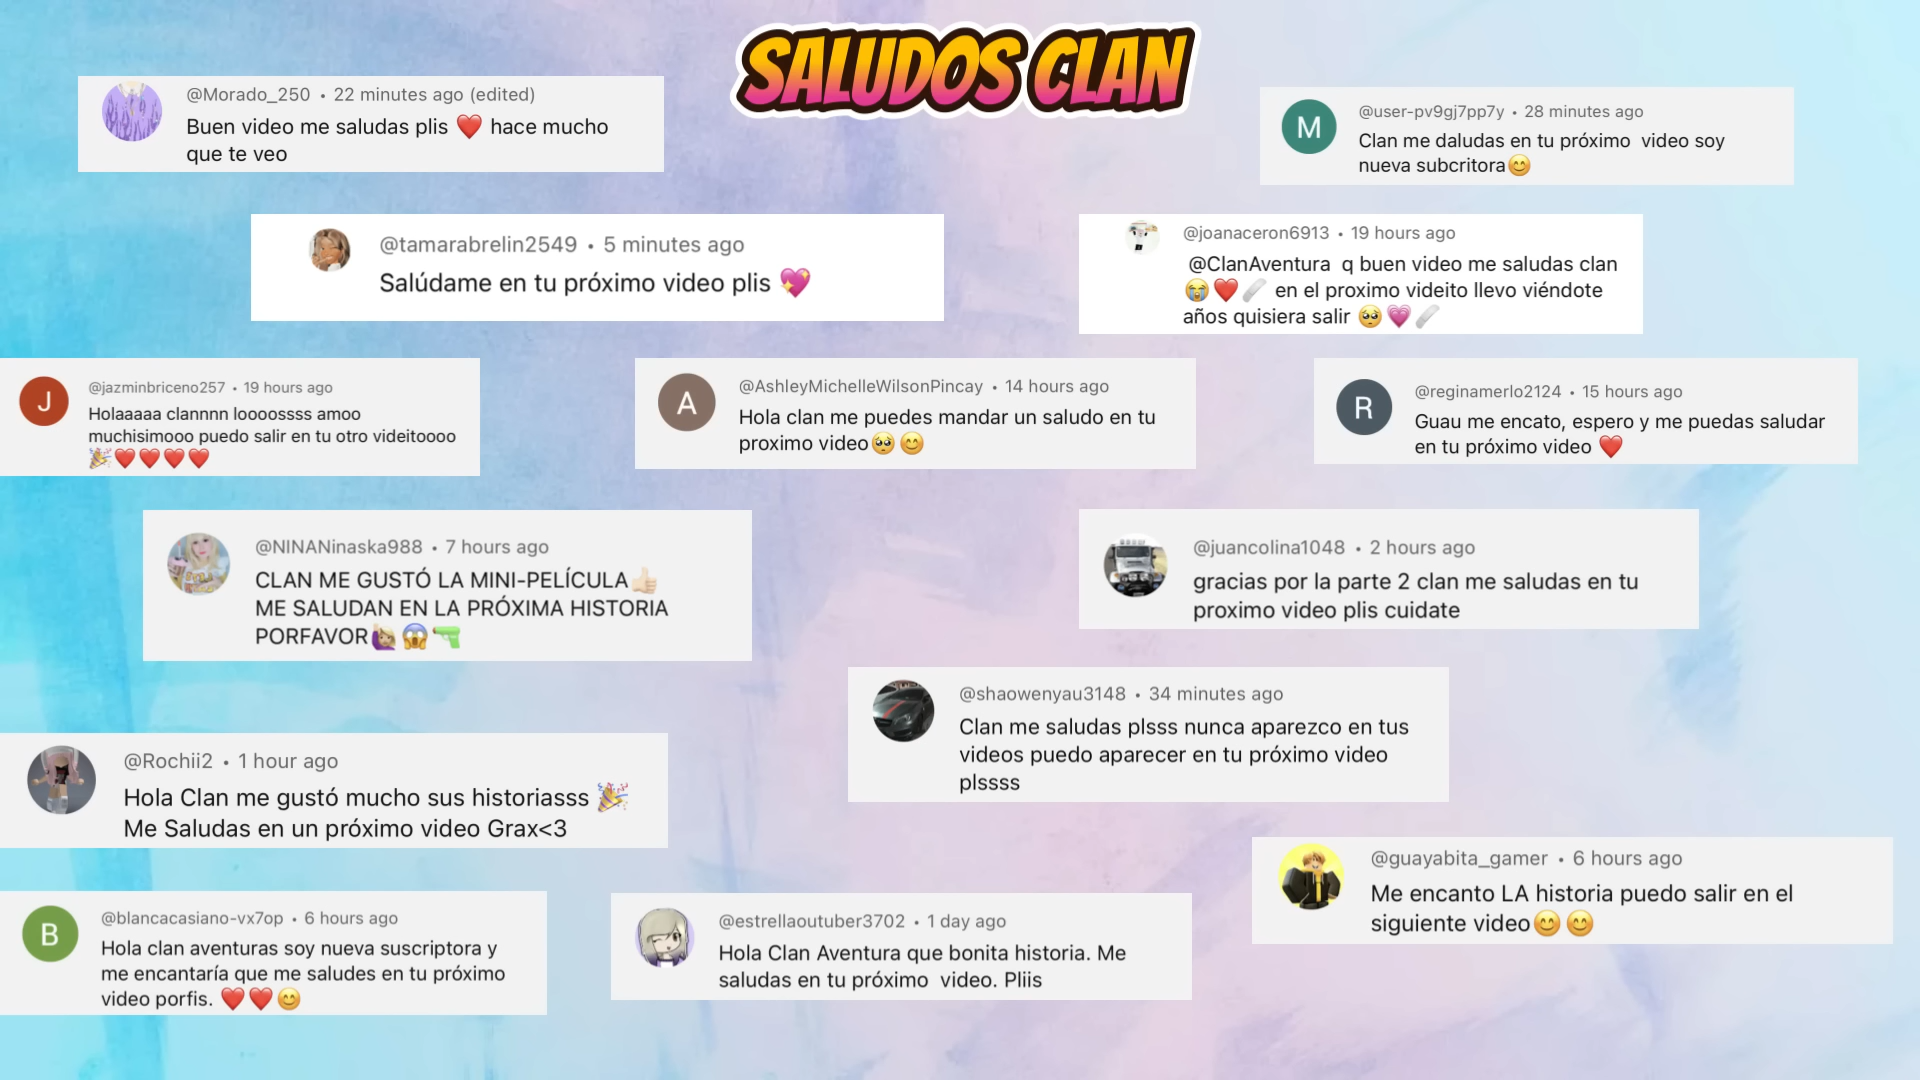 SALUDOS CLAN
@Morado_250 • 22 minutes ago (edited)
Buen video me saludas plis ❤️ hace mucho
que te veo
M
@user-pv9gj7pp7y • 28 minutes ago
Clan me daludas en tu próximo  video soy
nueva subcritora😊
@tamarabrelin2549 • 5 minutes ago
Salúdame en tu próximo video plis 💖
@joanaceron6913 • 19 hours ago
@ClanAventura  q buen video me saludas clan
😭❤️🩹 en el proximo videito llevo viéndote
años quisiera salir 🥺💗🩹
J
@jazminbriceno257 • 19 hours ago
Holaaaaa clannnn loooossss amoo
muchisimooo puedo salir en tu otro videitoooo
🎉❤️❤️❤️❤️
A
@AshleyMichelleWilsonPincay • 14 hours ago
Hola clan me puedes mandar un saludo en tu
proximo video🥺😊
R
@reginamerlo2124 • 15 hours ago
Guau me encato, espero y me puedas saludar
en tu próximo video ❤️
@NINANinaska988 • 7 hours ago
CLAN ME GUSTÓ LA MINI-PELÍCULA👍🏻
ME SALUDAN EN LA PRÓXIMA HISTORIA
PORFAVOR🙋🏼‍♀️😱🔫
@juancolina1048 • 2 hours ago
gracias por la parte 2 clan me saludas en tu
proximo video plis cuidate
@shaowenyau3148 • 34 minutes ago
Clan me saludas plsss nunca aparezco en tus
videos puedo aparecer en tu próximo video
plssss
@Rochii2 • 1 hour ago
Hola Clan me gustó mucho sus historiasss 🎉
Me Saludas en un próximo video Grax<3
@guayabita_gamer • 6 hours ago
Me encanto LA historia puedo salir en el
siguiente video😊😊
B
@blancacasiano-vx7op • 6 hours ago
Hola clan aventuras soy nueva suscriptora y
me encantaría que me saludes en tu próximo
video porfis. ❤️❤️😊
@estrellaoutuber3702 • 1 day ago
Hola Clan Aventura que bonita historia. Me
saludas en tu próximo  video. Pliis